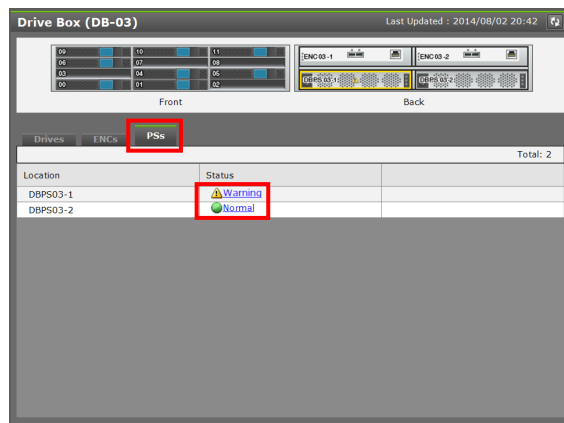 Drive Box (DB-03)
Last Updated : 2014/08/02 20:42
09 10 11
06 07 08
03 04 05
00 01 02
ENC03-1 ENC03-2
DBPS03-1 DBPS03-2
Front Back
Drives ENCs PSs
Total: 2
Location Status
DBPS03-1 Warning
DBPS03-2 Normal